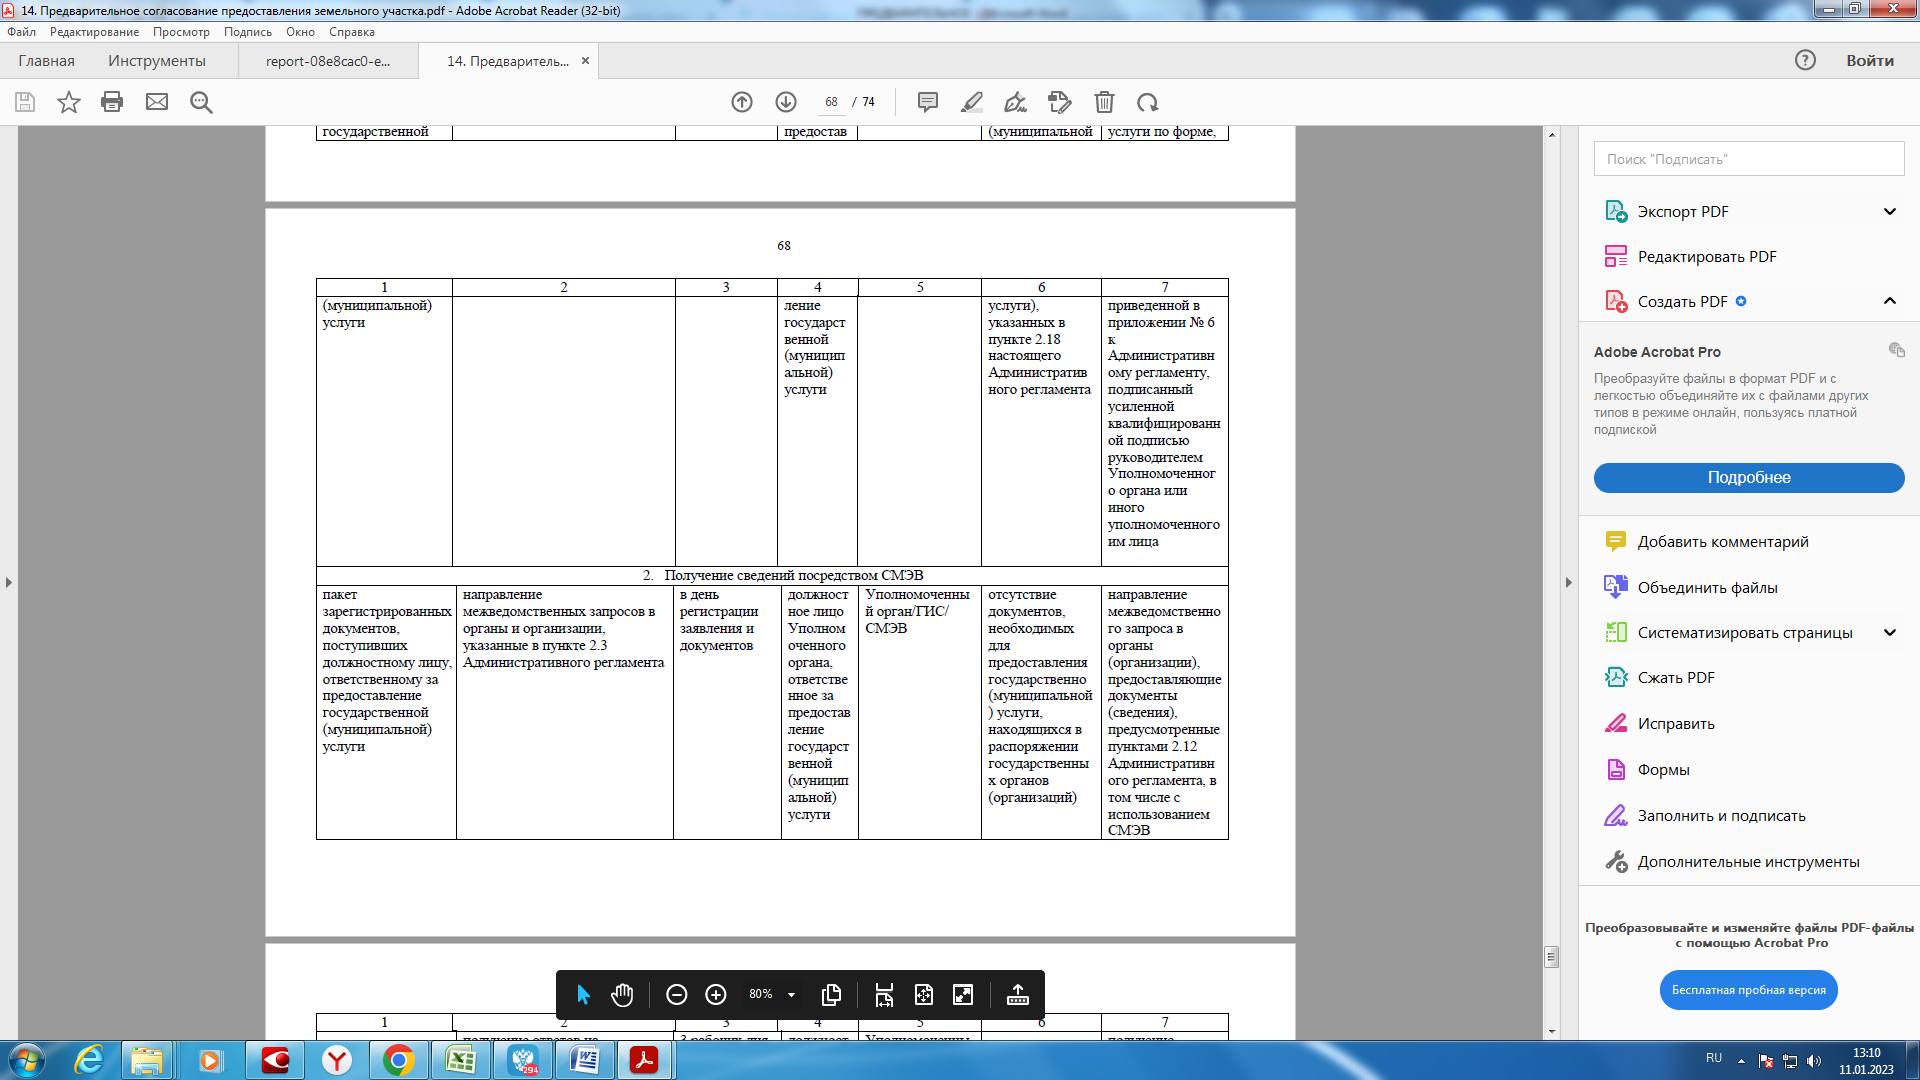 14. Предварительное согласование предоставления земельного участка.pdf - Adobe Acrobat Reader (32-bit)
Файл Редактирование Просмотр Подпись Окно Справка
Главная Инструменты report-08e8cac0-e... 14. Предваритель... × Войти
68 / 74
государственной предостав (муниципальной услуги по форме,
68
1 2 3 4 5 6 7
(муниципальной)
услуги
ление
государст
венной
(муницип
альной)
услуги
услуги),
указанных в
пункте 2.18
настоящего
Административ
ного регламента
приведенной в
приложении № 6
к
Административн
ому регламенту,
подписанный
усиленной
квалифицированн
ой подписью
руководителем
Уполномоченног
о органа или
иного
уполномоченного
им лица
2. Получение сведений посредством СМЭВ
пакет
зарегистрированных
документов,
поступивших
должностному лицу,
ответственному за
предоставление
государственной
(муниципальной)
услуги
направление
межведомственных запросов в
органы и организации,
указанные в пункте 2.3
Административного регламента
в день
регистрации
заявления и
документов
должност
ное лицо
Уполном
оченного
органа,
ответстве
нное за
предостав
ление
государст
венной
(муницип
альной)
услуги
Уполномоченны
й орган/ГИС/
СМЭВ
отсутствие
документов,
необходимых
для
предоставления
государственно
(муниципальной
) услуги,
находящихся в
распоряжении
государственны
х органов
(организаций)
направление
межведомственно
го запроса в
органы
(организации),
предоставляющие
документы
(сведения),
предусмотренные
пунктами 2.12
Административн
ого регламента, в
том числе с
использованием
СМЭВ
80%
1 2 3 4 5 6 7
Поиск "Подписать"
Экспорт PDF
Редактировать PDF
Создать PDF
Adobe Acrobat Pro
Преобразуйте файлы в формат PDF и с
легкостью объединяйте их с файлами других
типов в режиме онлайн, пользуясь платной
подпиской
Подробнее
Добавить комментарий
Объединить файлы
Систематизировать страницы
Сжать PDF
Исправить
Формы
Заполнить и подписать
Дополнительные инструменты
Преобразовывайте и изменяйте файлы PDF-файлы
с помощью Acrobat Pro
Бесплатная пробная версия
294
RU
13:10
11.01.2023